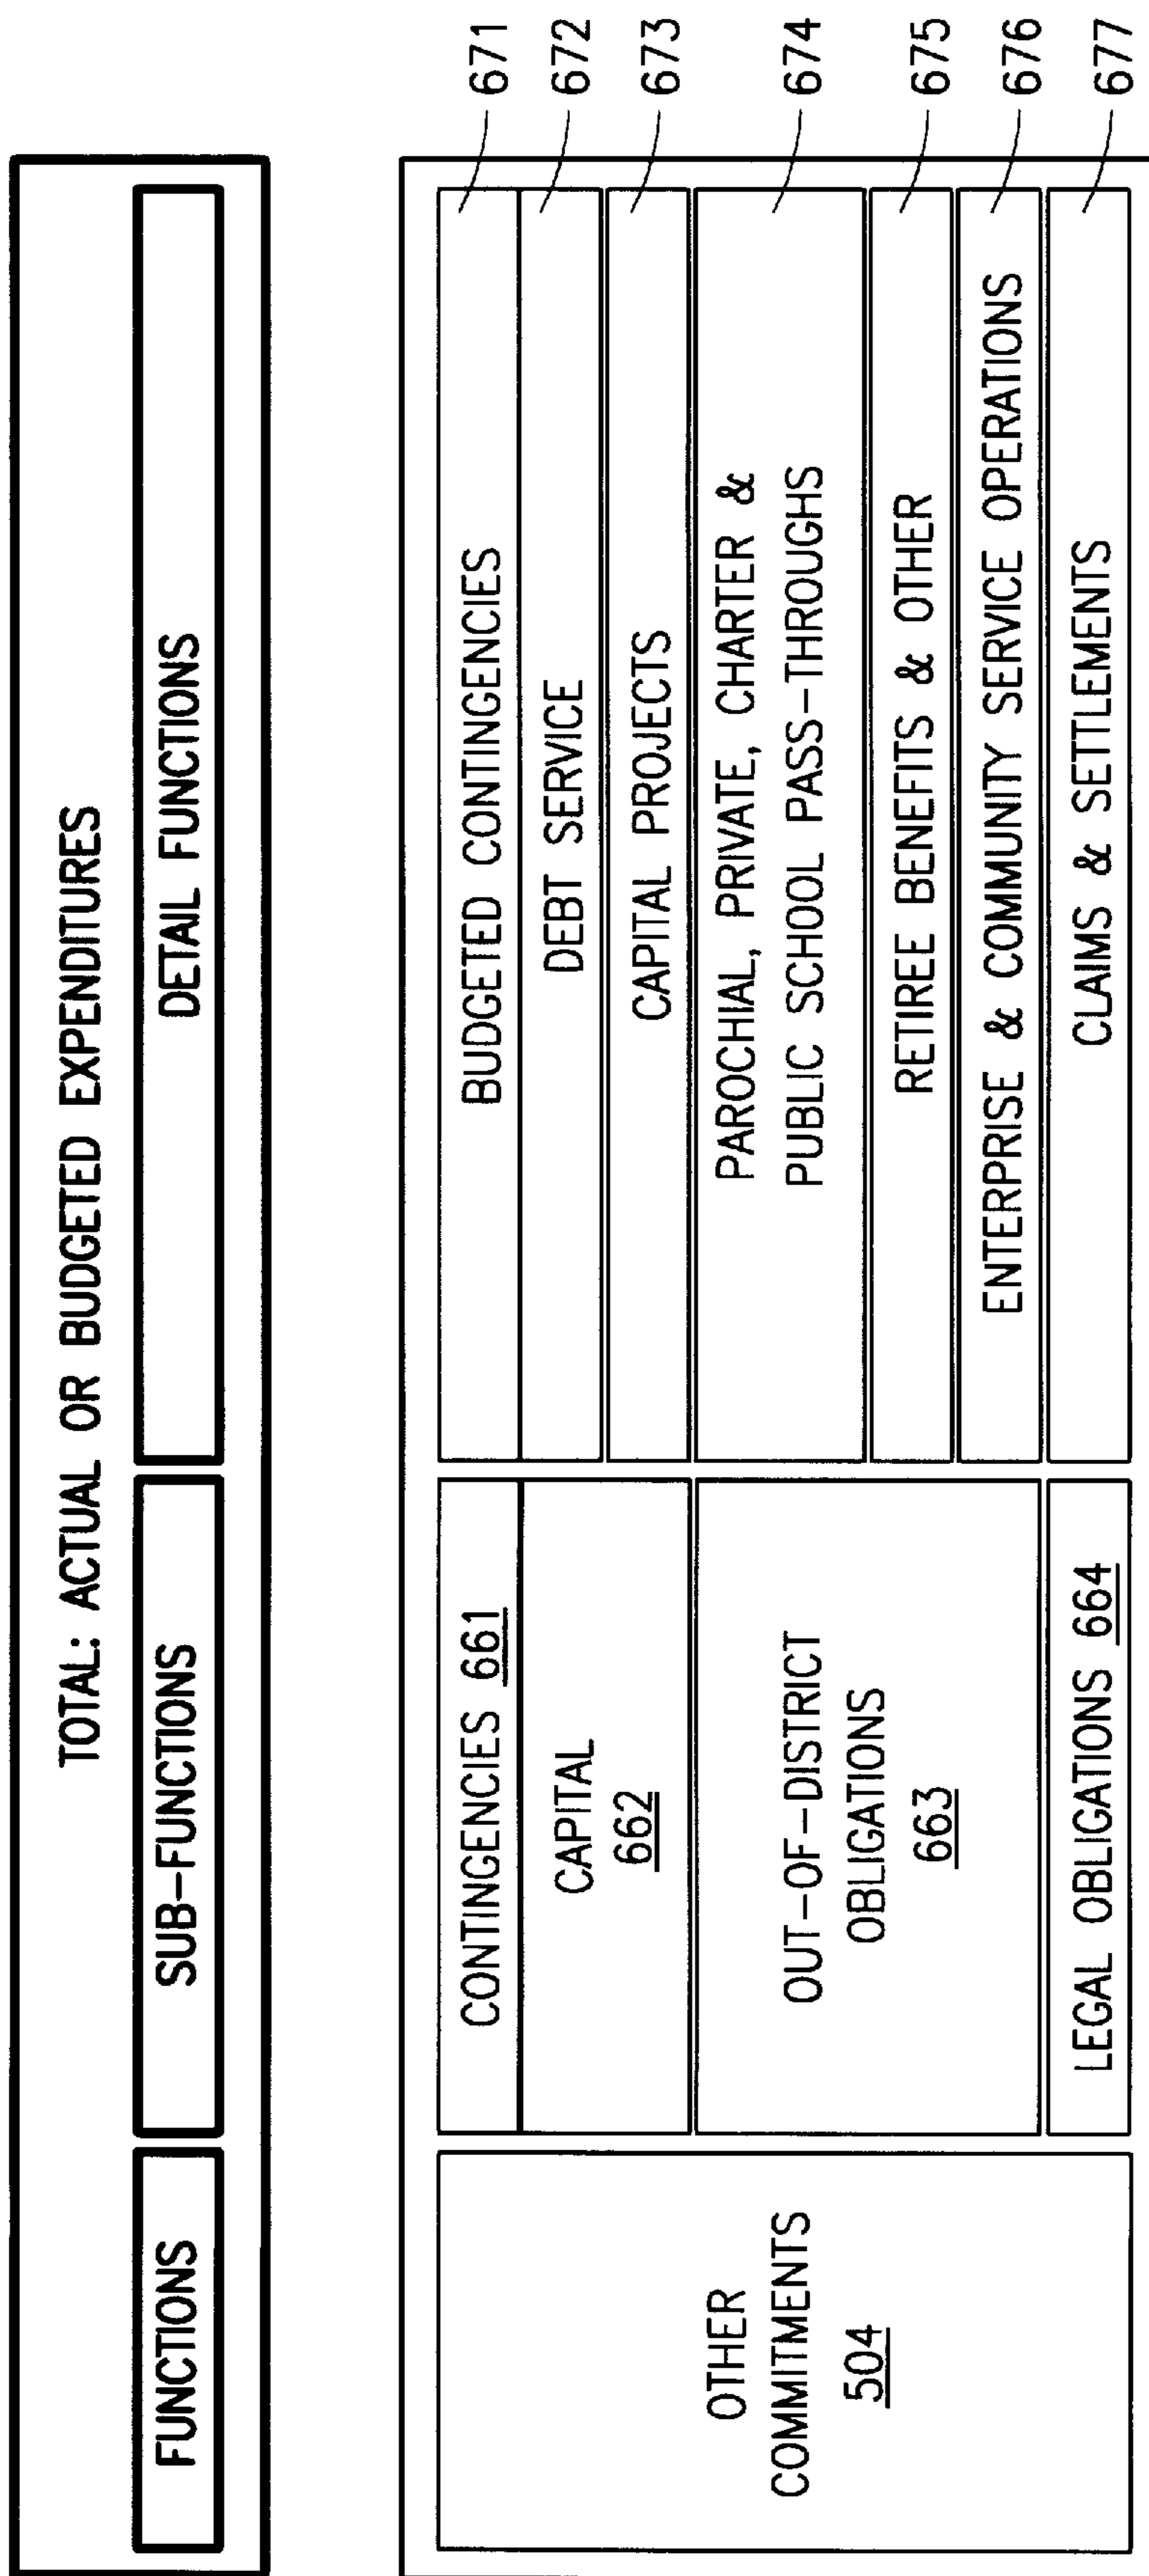 TOTAL: ACTUAL OR BUDGETED EXPENDITURES
FUNCTIONS
SUB-FUNCTIONS
DETAIL FUNCTIONS
OTHER
COMMITMENTS
504
CONTINGENCIES 661
CAPITAL
662
OUT-OF-DISTRICT
OBLIGATIONS
663
LEGAL OBLIGATIONS 664
BUDGETED CONTINGENCIES
671
DEBT SERVICE
672
CAPITAL PROJECTS
673
PAROCHIAL, PRIVATE, CHARTER &
PUBLIC SCHOOL PASS-THROUGHS
674
RETIREE BENEFITS & OTHER
675
ENTERPRISE & COMMUNITY SERVICE OPERATIONS
676
CLAIMS & SETTLEMENTS
677